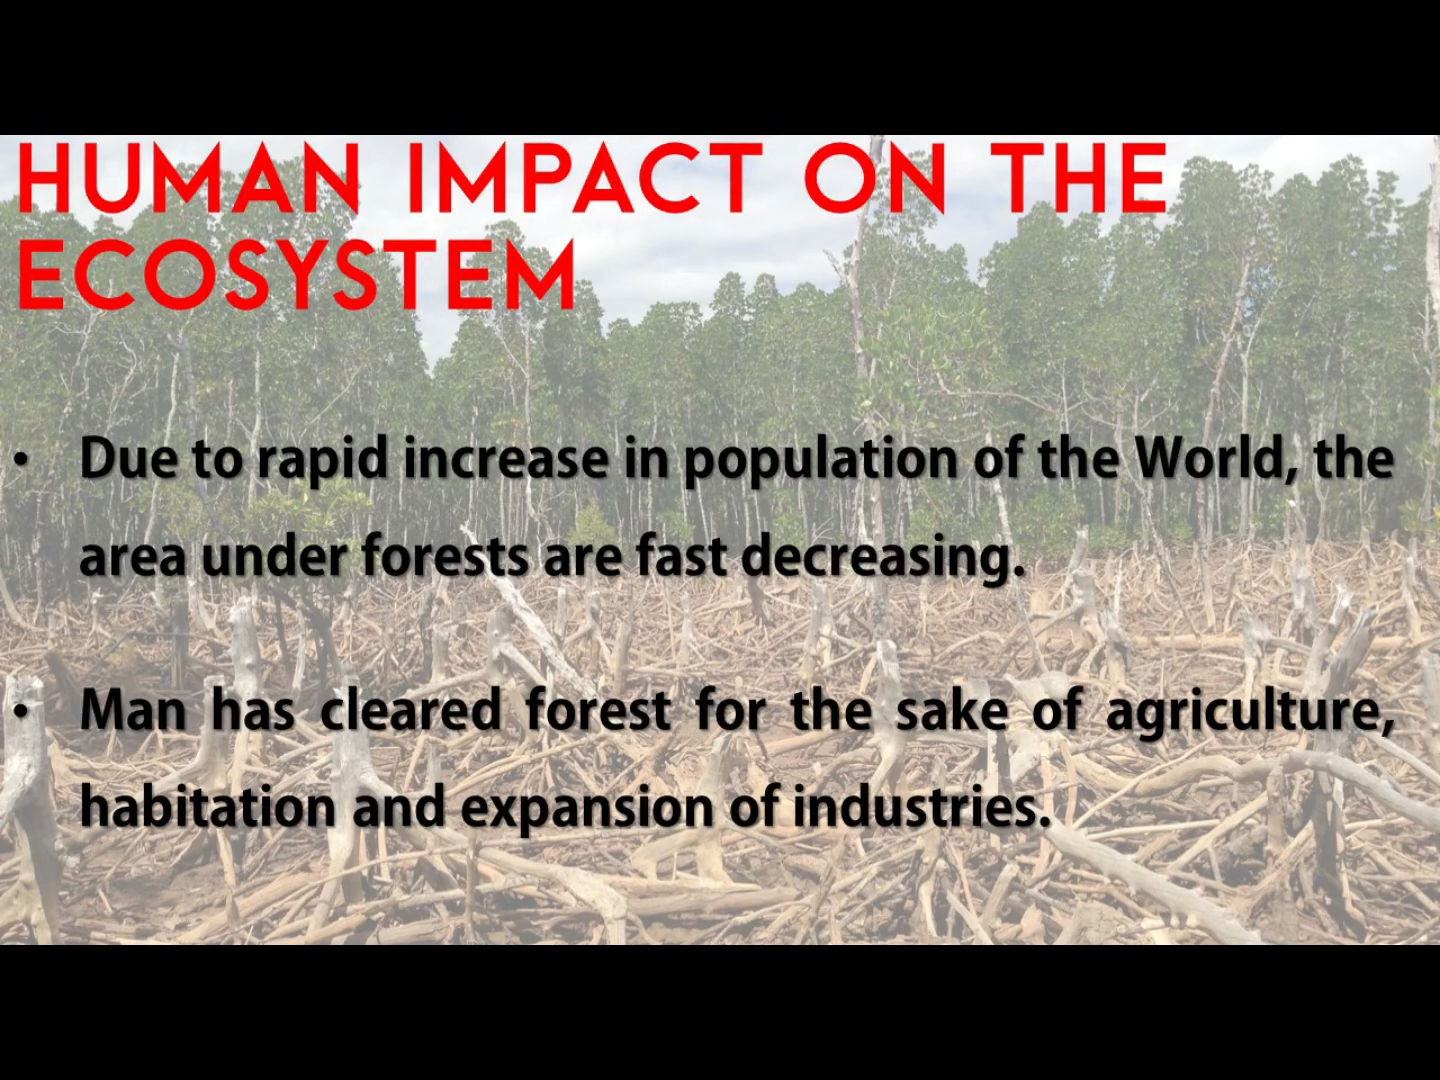 HUMAN IMPACT ON THE
ECOSYSTEM
• Due to rapid increase in population of the World, the
area under forests are fast decreasing.
• Man has cleared forest for the sake of agriculture,
habitation and expansion of industries.